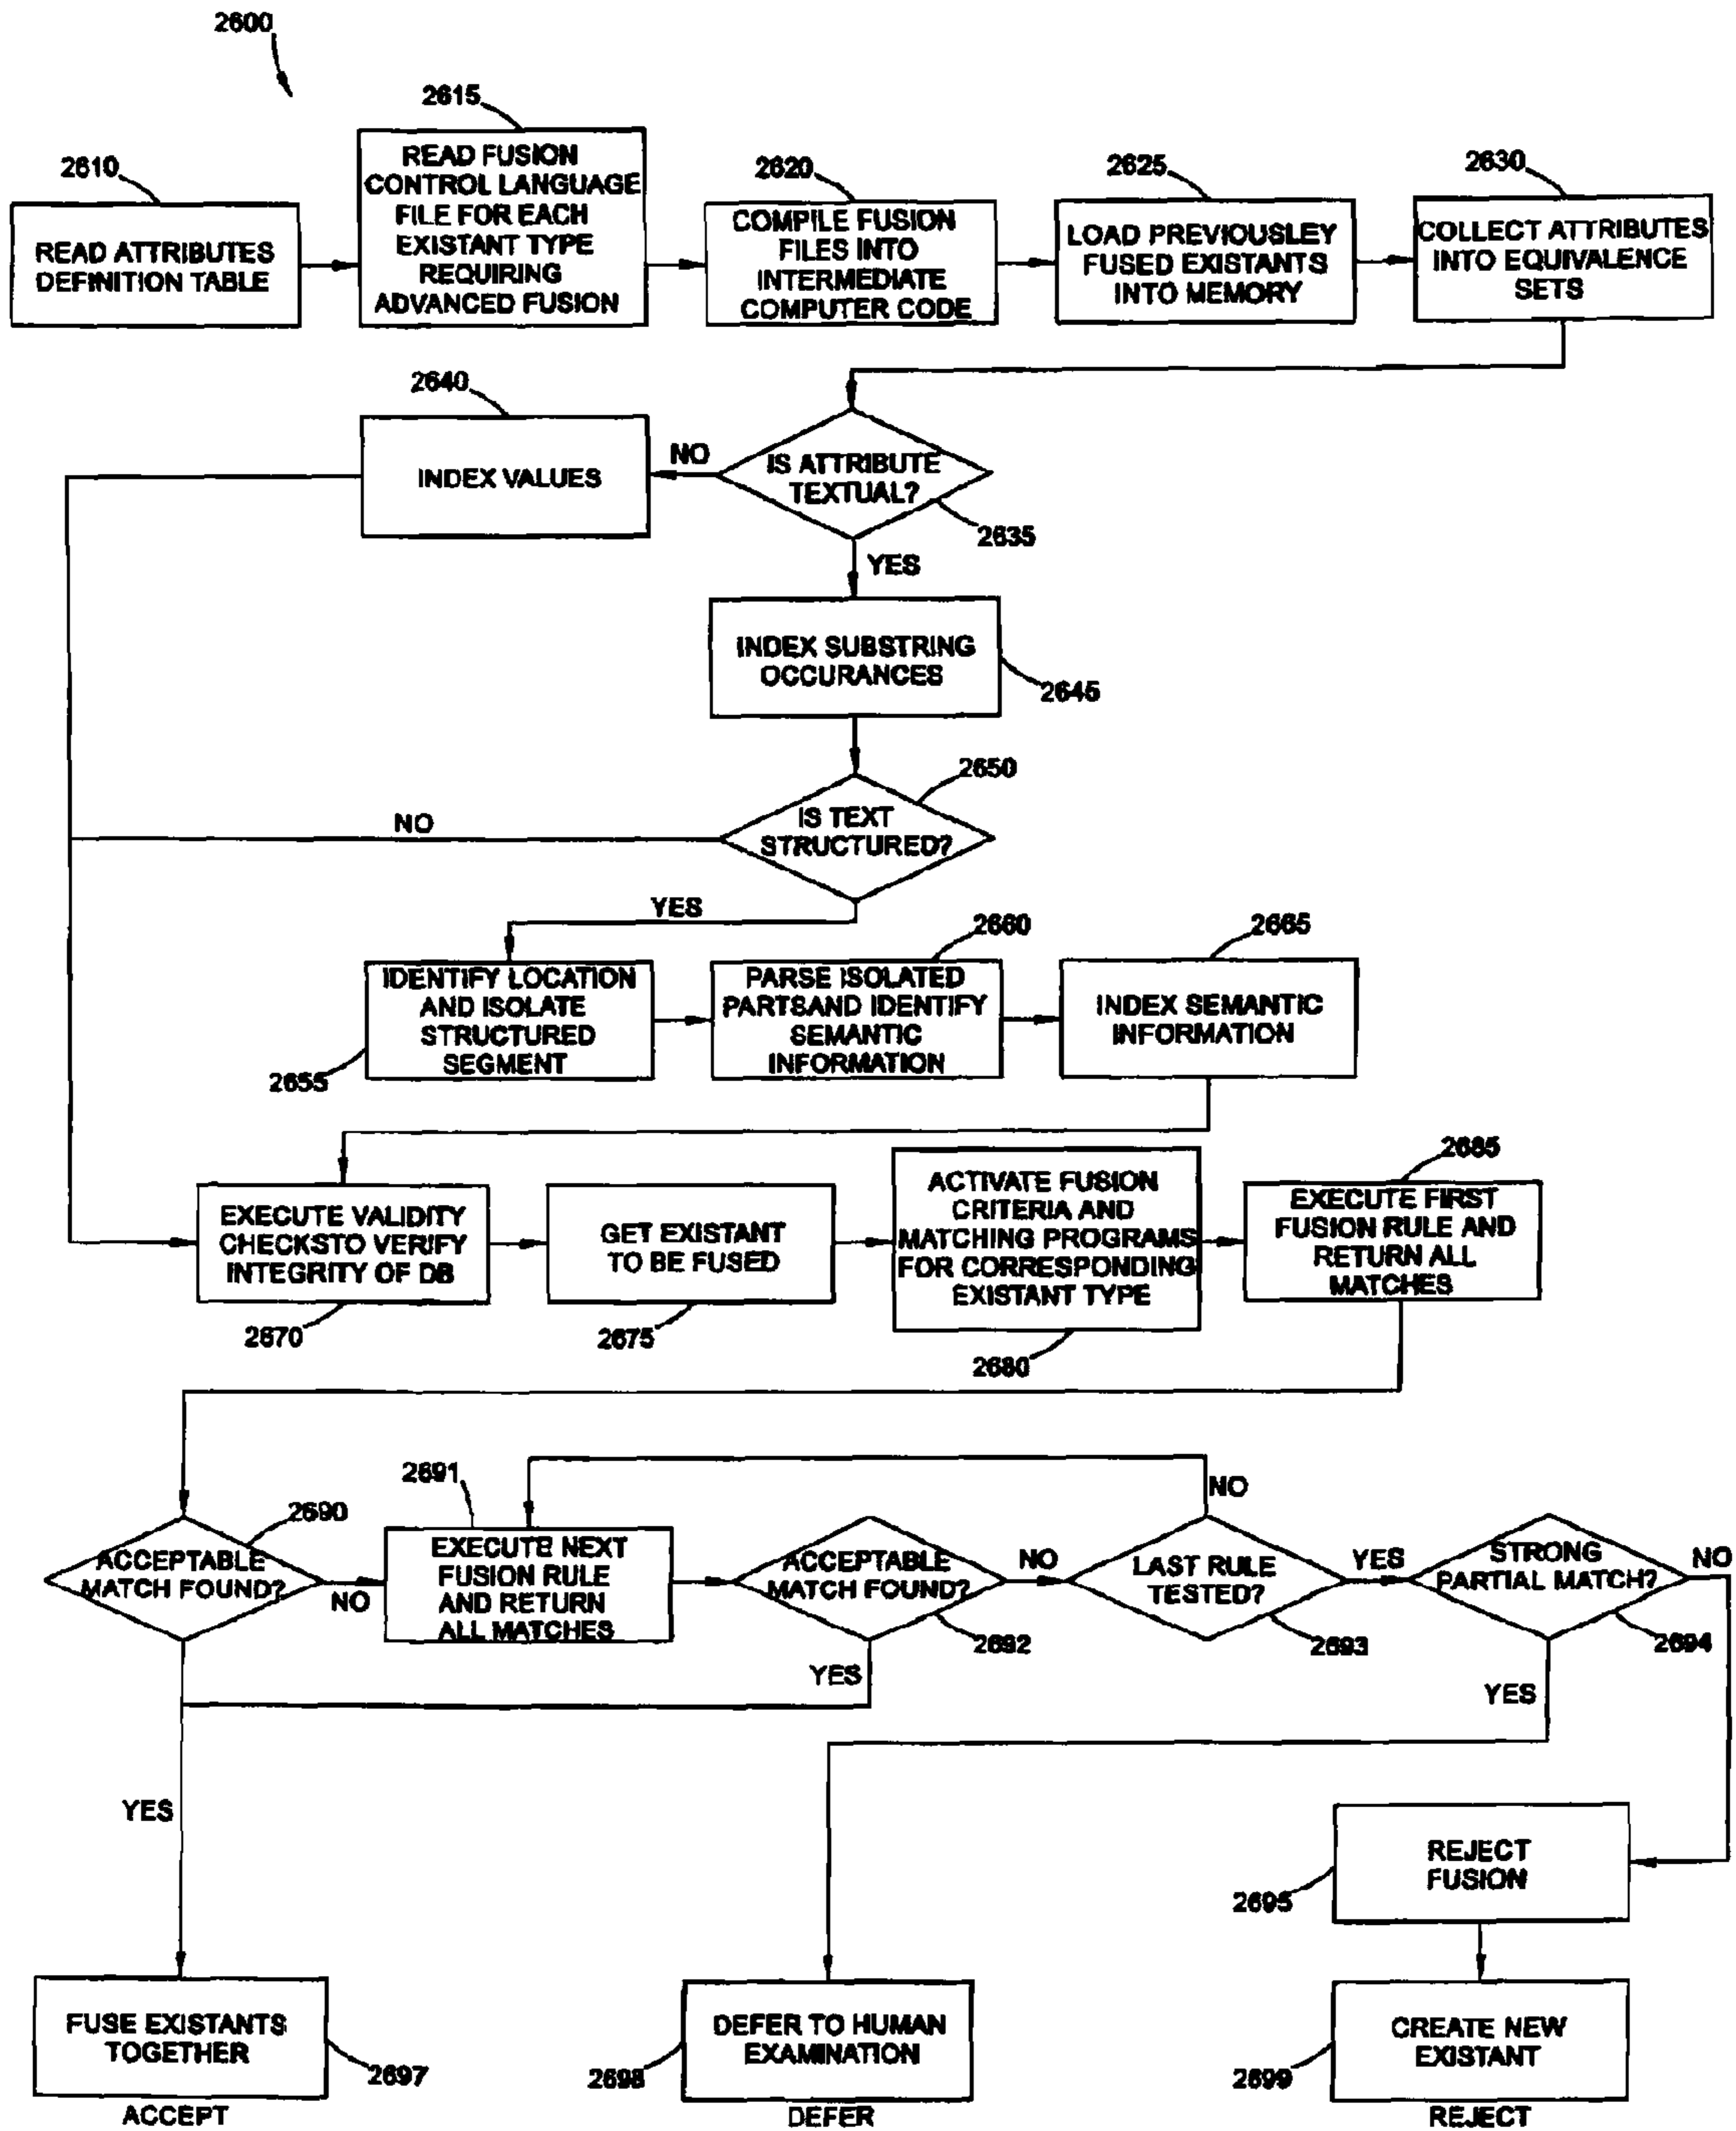 2600
2610
READ ATTRIBUTES
DEFINITION TABLE
2615
READ FUSION
CONTROL LANGUAGE
FILE FOR EACH
EXISTANT TYPE
REQUIRING
ADVANCED FUSION
2620
COMPILE FUSION
FILES INTO
INTERMEDIATE
COMPUTER CODE
2625
LOAD PREVIOUSLEY
FUSED EXISTANTS
INTO MEMORY
2630
COLLECT ATTRIBUTES
INTO EQUIVALENCE
SETS
2640
INDEX VALUES
NO
IS ATTRIBUTE
TEXTUAL?
2635
YES
INDEX SUBSTRING
OCCURANCES
2645
2650
IS TEXT
STRUCTURED?
NO
YES
IDENTIFY LOCATION
AND ISOLATE
STRUCTURED
SEGMENT
2655
2660
PARSE ISOLATED
PARTSAND IDENTIFY
SEMANTIC
INFORMATION
2665
INDEX SEMANTIC
INFORMATION
EXECUTE VALIDITY
CHECKSTO VERIFY
INTEGRITY OF DB
2670
GET EXISTANT
TO BE FUSED
2675
ACTIVATE FUSION
CRITERIA AND
MATCHING PROGRAMS
FOR CORRESPONDING
EXISTANT TYPE
2680
2685
EXECUTE FIRST
FUSION RULE AND
RETURN ALL
MATCHES
2690
ACCEPTABLE
MATCH FOUND?
NO
2691
EXECUTE NEXT
FUSION RULE
AND RETURN
ALL MATCHES
ACCEPTABLE
MATCH FOUND?
2692
NO
YES
NO
LAST RULE
TESTED?
2693
YES
STRONG
PARTIAL MATCH?
2694
NO
YES
YES
REJECT
FUSION
2695
FUSE EXISTANTS
TOGETHER
2697
ACCEPT
DEFER TO HUMAN
EXAMINATION
2698
DEFER
CREATE NEW
EXISTANT
2699
REJECT